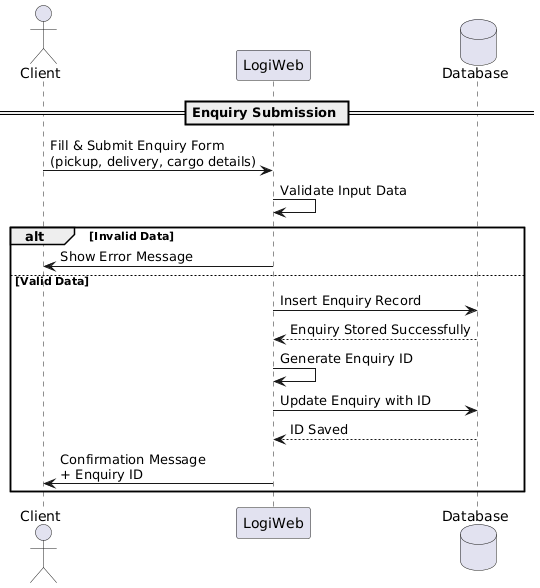 Client
LogiWeb
Database
Enquiry Submission
Fill & Submit Enquiry Form
(pickup, delivery, cargo details)
Validate Input Data
alt [Invalid Data]
Show Error Message
[Valid Data]
Insert Enquiry Record
Enquiry Stored Successfully
Generate Enquiry ID
Update Enquiry with ID
ID Saved
Confirmation Message
+ Enquiry ID
Client
LogiWeb
Database